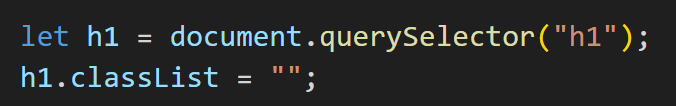 let h1 = document.querySelector("h1");
h1.classList = "";